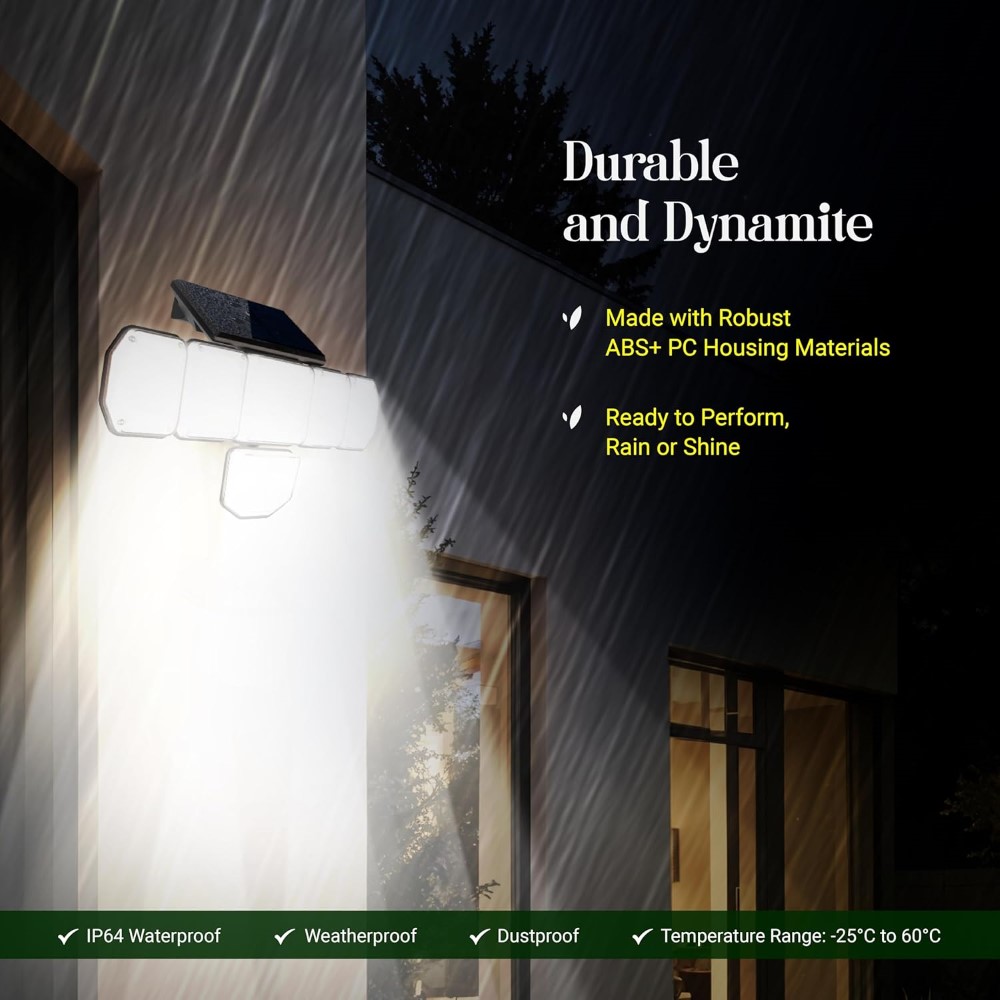 Durable
and Dynamite
Made with Robust
ABS+ PC Housing Materials
Ready to Perform,
Rain or Shine
IP64 Waterproof
Weatherproof
Dustproof
Temperature Range: -25°C to 60°C